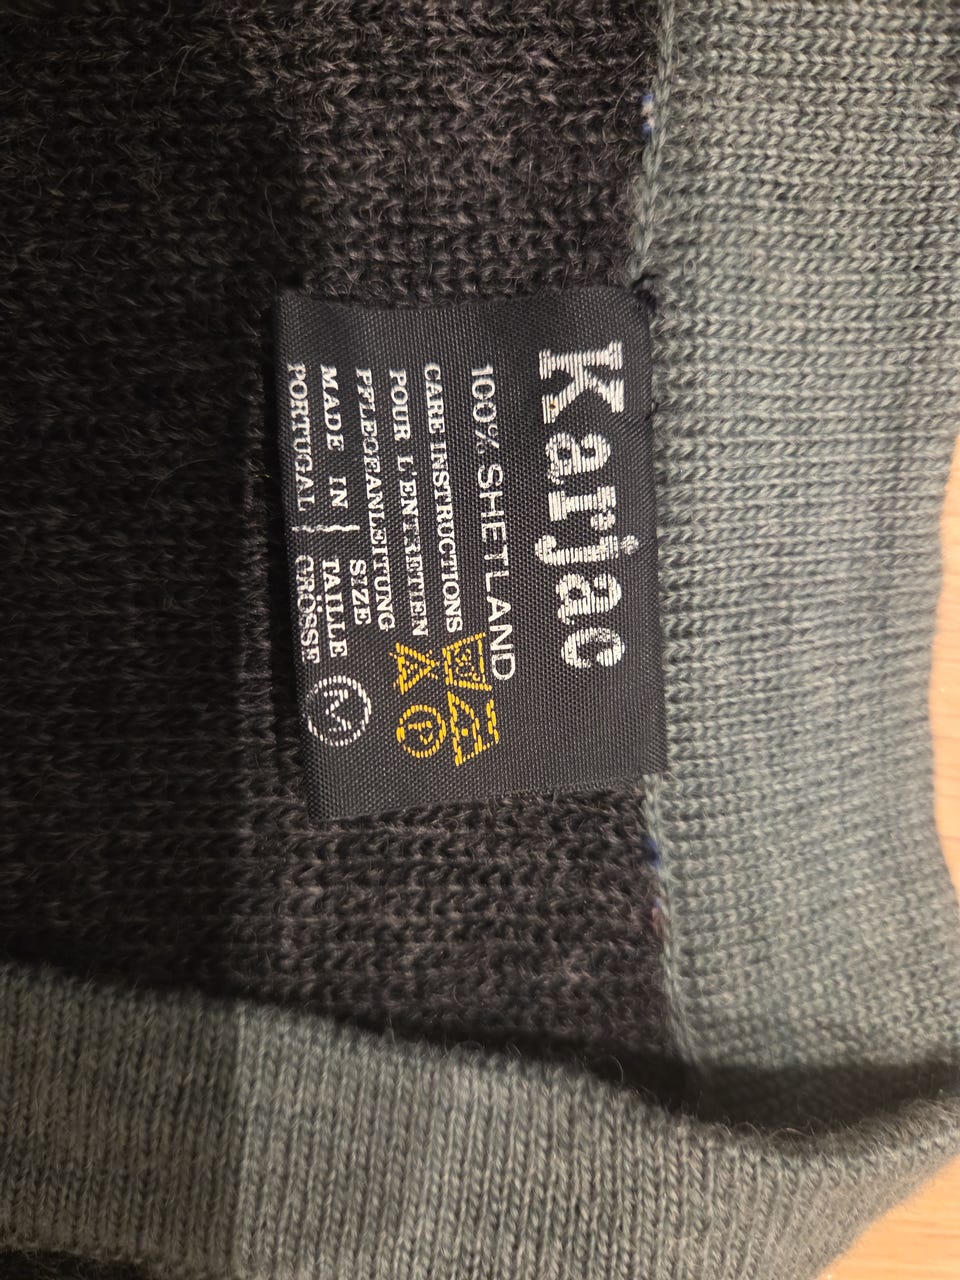 Karjac
100% SHETLAND
CARE INSTRUCTIONS
POUR L'ENTRETIEN
PFLEGEANLEITUNG
P
MADE IN
PORTUGAL
SIZE
TAILLE
GRÖSSE
M